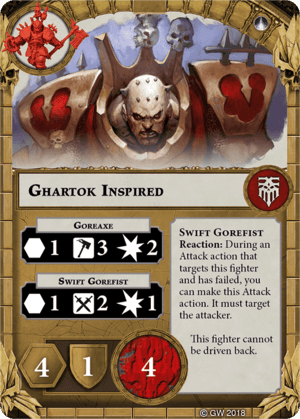 Ghartok Inspired
Goreaxe
1 3 2
Swift Gorefist
1 2 1
Swift Gorefist
Reaction: During an
Attack action that
targets this fighter
and has failed, you
can make this Attack
action. It must target
the attacker.
This fighter cannot
be driven back.
4 1 4
© GW 2018